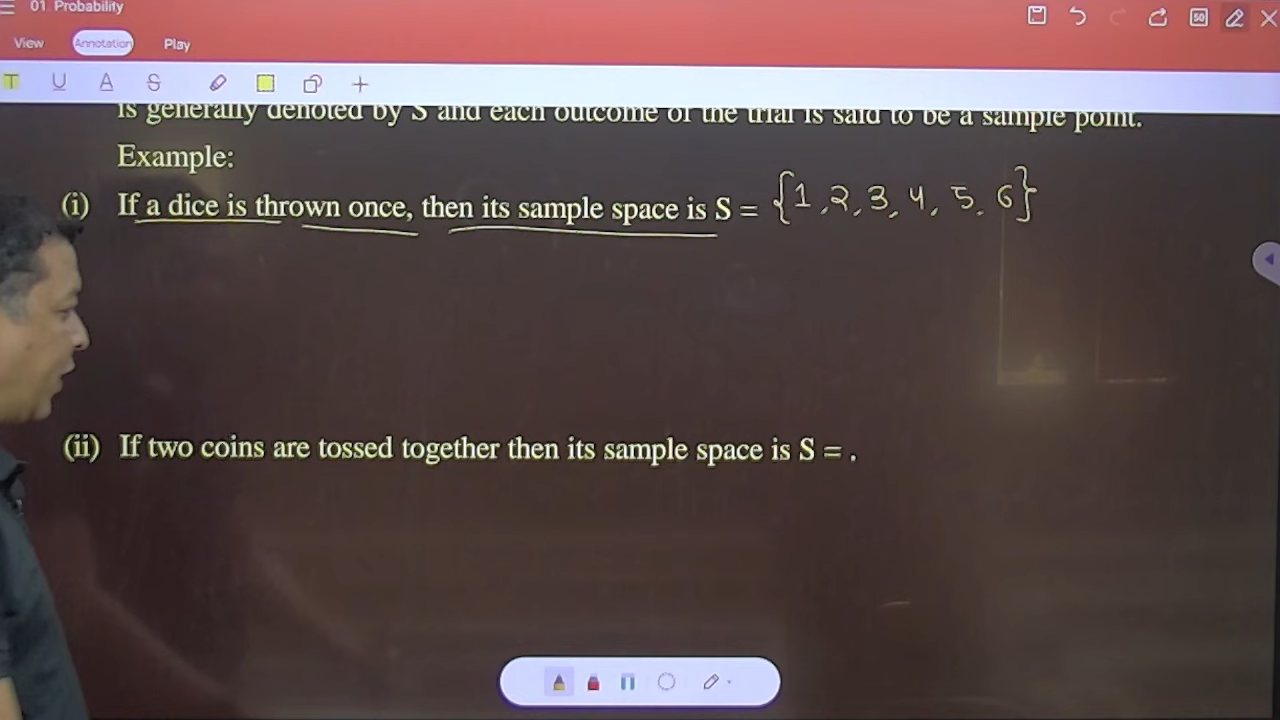 01 Probability
50
View Annotation Play
T U A S
is generally denoted by S and each outcome of the trial is said to be a sample point.
Example:
(i) If a dice is thrown once, then its sample space is S = {1,2,3,4,5,6}
(ii) If two coins are tossed together then its sample space is S = .